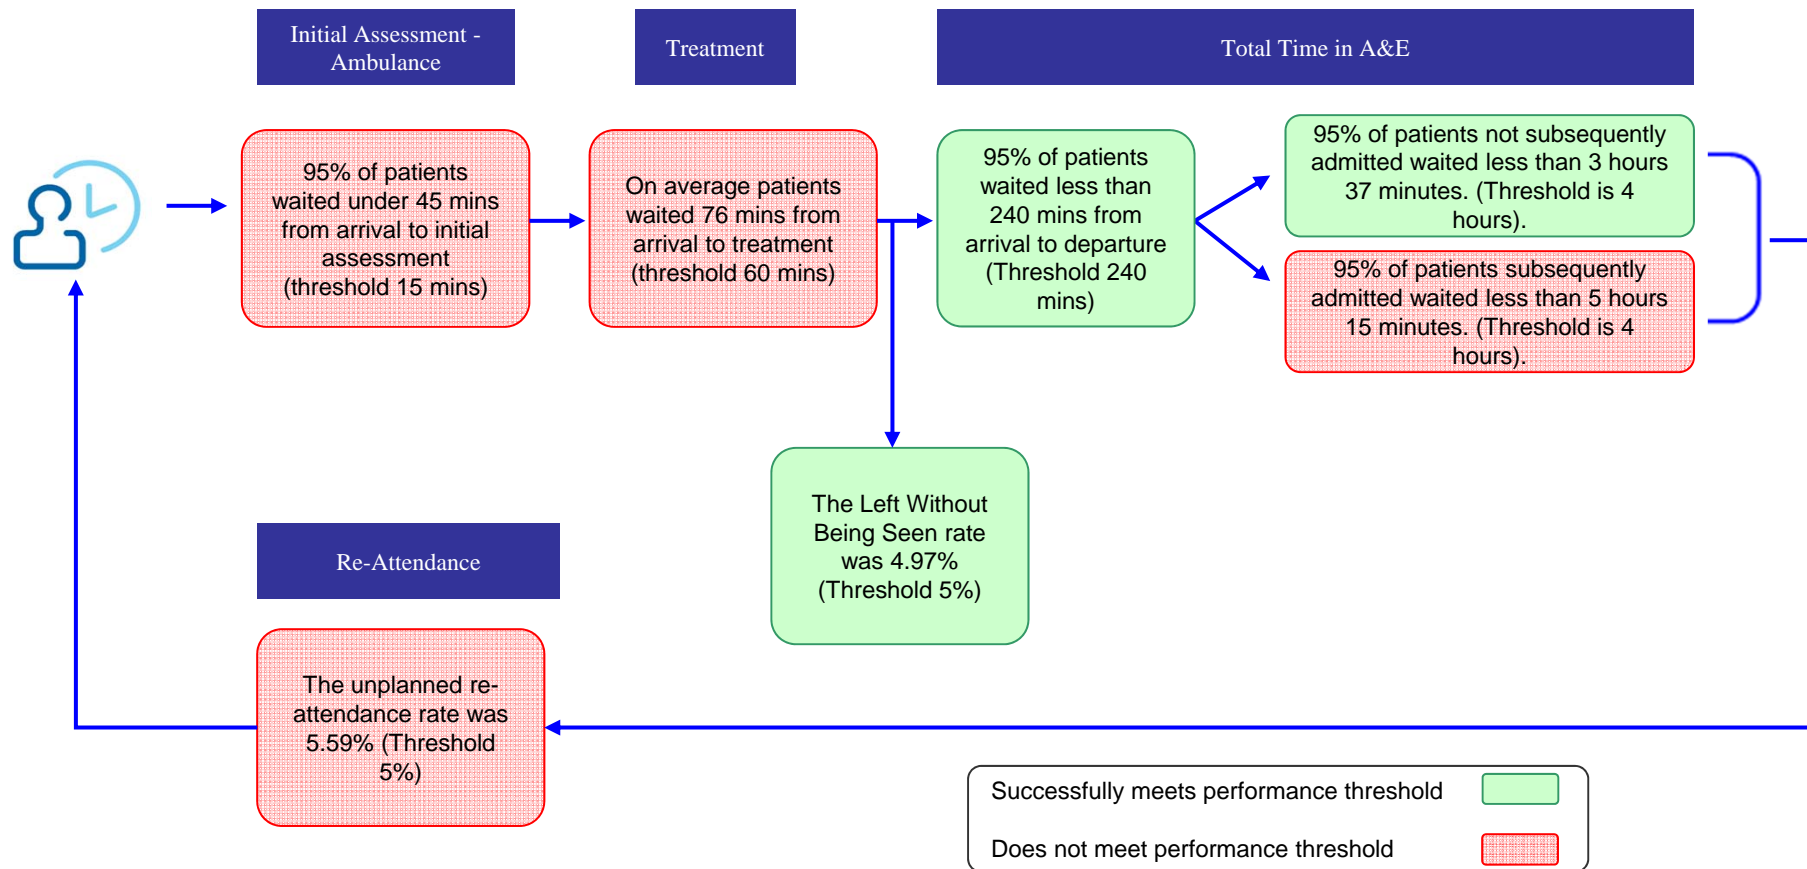 Initial Assessment -
Ambulance
Treatment
Total Time in A&E
95% of patients
waited under 45 mins
from arrival to initial
assessment
(threshold 15 mins)
On average patients
waited 76 mins from
arrival to treatment
(threshold 60 mins)
95% of patients
waited less than
240 mins from
arrival to departure
(Threshold 240
mins)
95% of patients not subsequently
admitted waited less than 3 hours
37 minutes. (Threshold is 4
hours).
95% of patients subsequently
admitted waited less than 5 hours
15 minutes. (Threshold is 4
hours).
The Left Without
Being Seen rate
was 4.97%
(Threshold 5%)
Re-Attendance
The unplanned re-
attendance rate was
5.59% (Threshold
5%)
Successfully meets performance threshold
Does not meet performance threshold